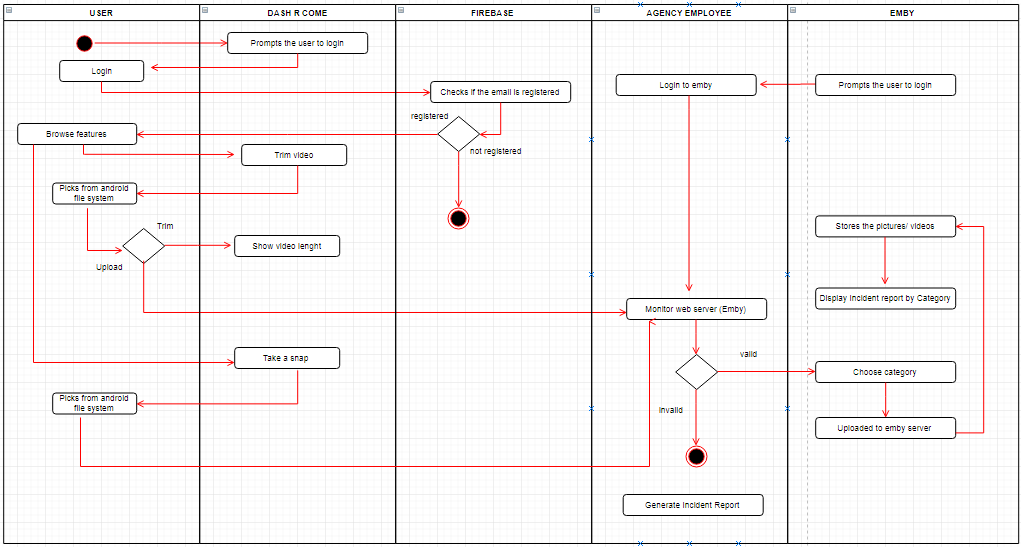 USER
DASH R COME
FIREBASE
AGENCY EMPLOYEE
EMBY
Prompts the user to login
Login
Checks if the email is registered
Login to emby
Prompts the user to login
registered
Browse features
not registered
Trim video
Picks from android
file system
Trim
Stores the pictures/ videos
Show video lenght
Upload
Display Incident report by Category
Monitor web server (Emby)
Take a snap
valid
Choose category
Picks from android
file system
Invalid
Uploaded to emby server
Generate Incident Report